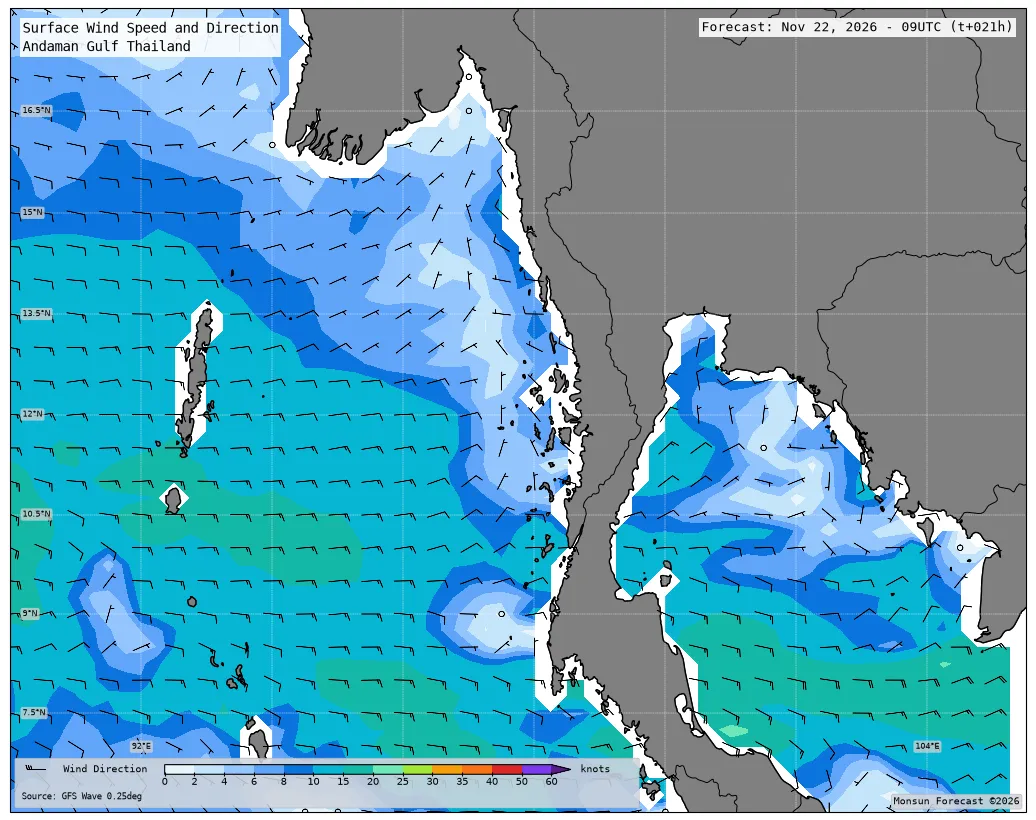 Surface Wind Speed and Direction
Andaman Gulf Thailand
Forecast: Nov 22, 2026 - 09UTC (t+021h)
16.5°N
15°N
13.5°N
12°N
10.5°N
9°N
7.5°N
92°E
104°E
Wind Direction
knots
0 2 4 6 8 10 15 20 25 30 35 40 50 60
Source: GFS Wave 0.25deg
Monsun Forecast ©2026